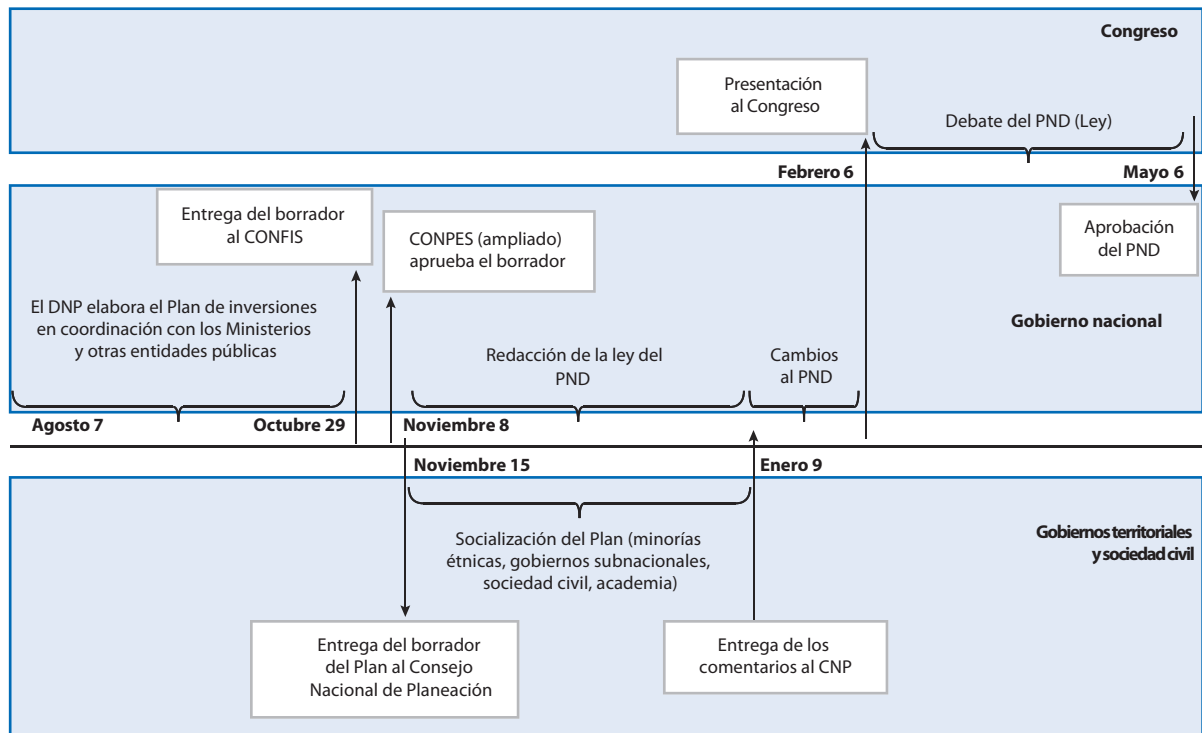 Congreso
Presentación
al Congreso
Debate del PND (Ley)
Febrero 6
Mayo 6
Entrega del borrador
al CONFIS
CONPES (ampliado)
aprueba el borrador
Aprobación
del PND
El DNP elabora el Plan de inversiones
en coordinación con los Ministerios
y otras entidades públicas
Gobierno nacional
Redacción de la ley del
PND
Cambios
al PND
Agosto 7
Octubre 29
Noviembre 8
Noviembre 15
Enero 9
Gobiernos territoriales
y sociedad civil
Socialización del Plan (minorías
étnicas, gobiernos subnacionales,
sociedad civil, academia)
Entrega del borrador
del Plan al Consejo
Nacional de Planeación
Entrega de los
comentarios al CNP